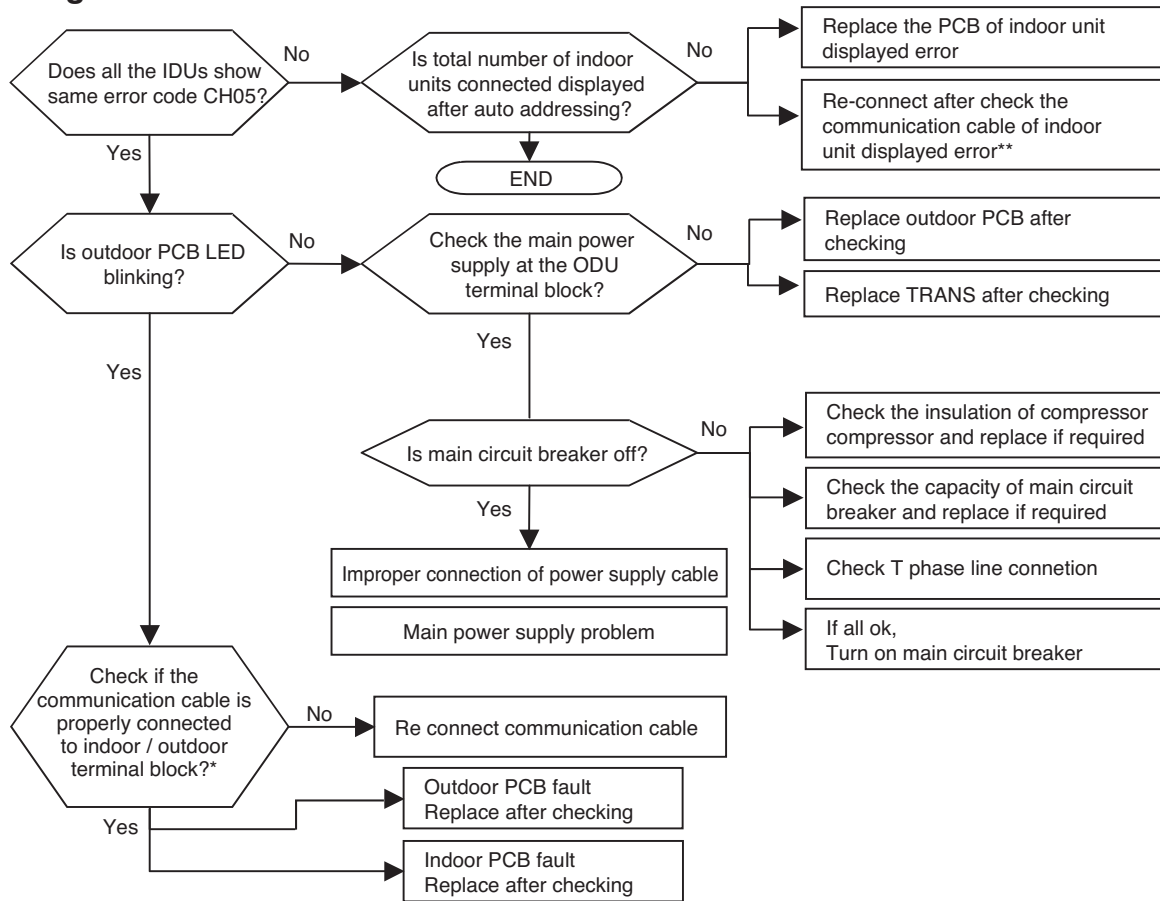 No
Does all the IDUs show
same error code CH05?
Is total number of indoor
units connected displayed
after auto addressing?
Replace the PCB of indoor unit
displayed error
Re-connect after check the
communication cable of indoor
unit displayed error**
No
Yes
END
Is outdoor PCB LED
blinking?
No
Check the main power
supply at the ODU
terminal block?
No
Replace outdoor PCB after
checking
Replace TRANS after checking
Yes
Yes
Is main circuit breaker off?
No
Check the insulation of compressor
compressor and replace if required
Check the capacity of main circuit
breaker and replace if required
Check T phase line connetion
If all ok,
Turn on main circuit breaker
Yes
Improper connection of power supply cable
Main power supply problem
Check if the
communication cable is
properly connected
to indoor / outdoor
terminal block?*
No
Re connect communication cable
Yes
Outdoor PCB fault
Replace after checking
Indoor PCB fault
Replace after checking